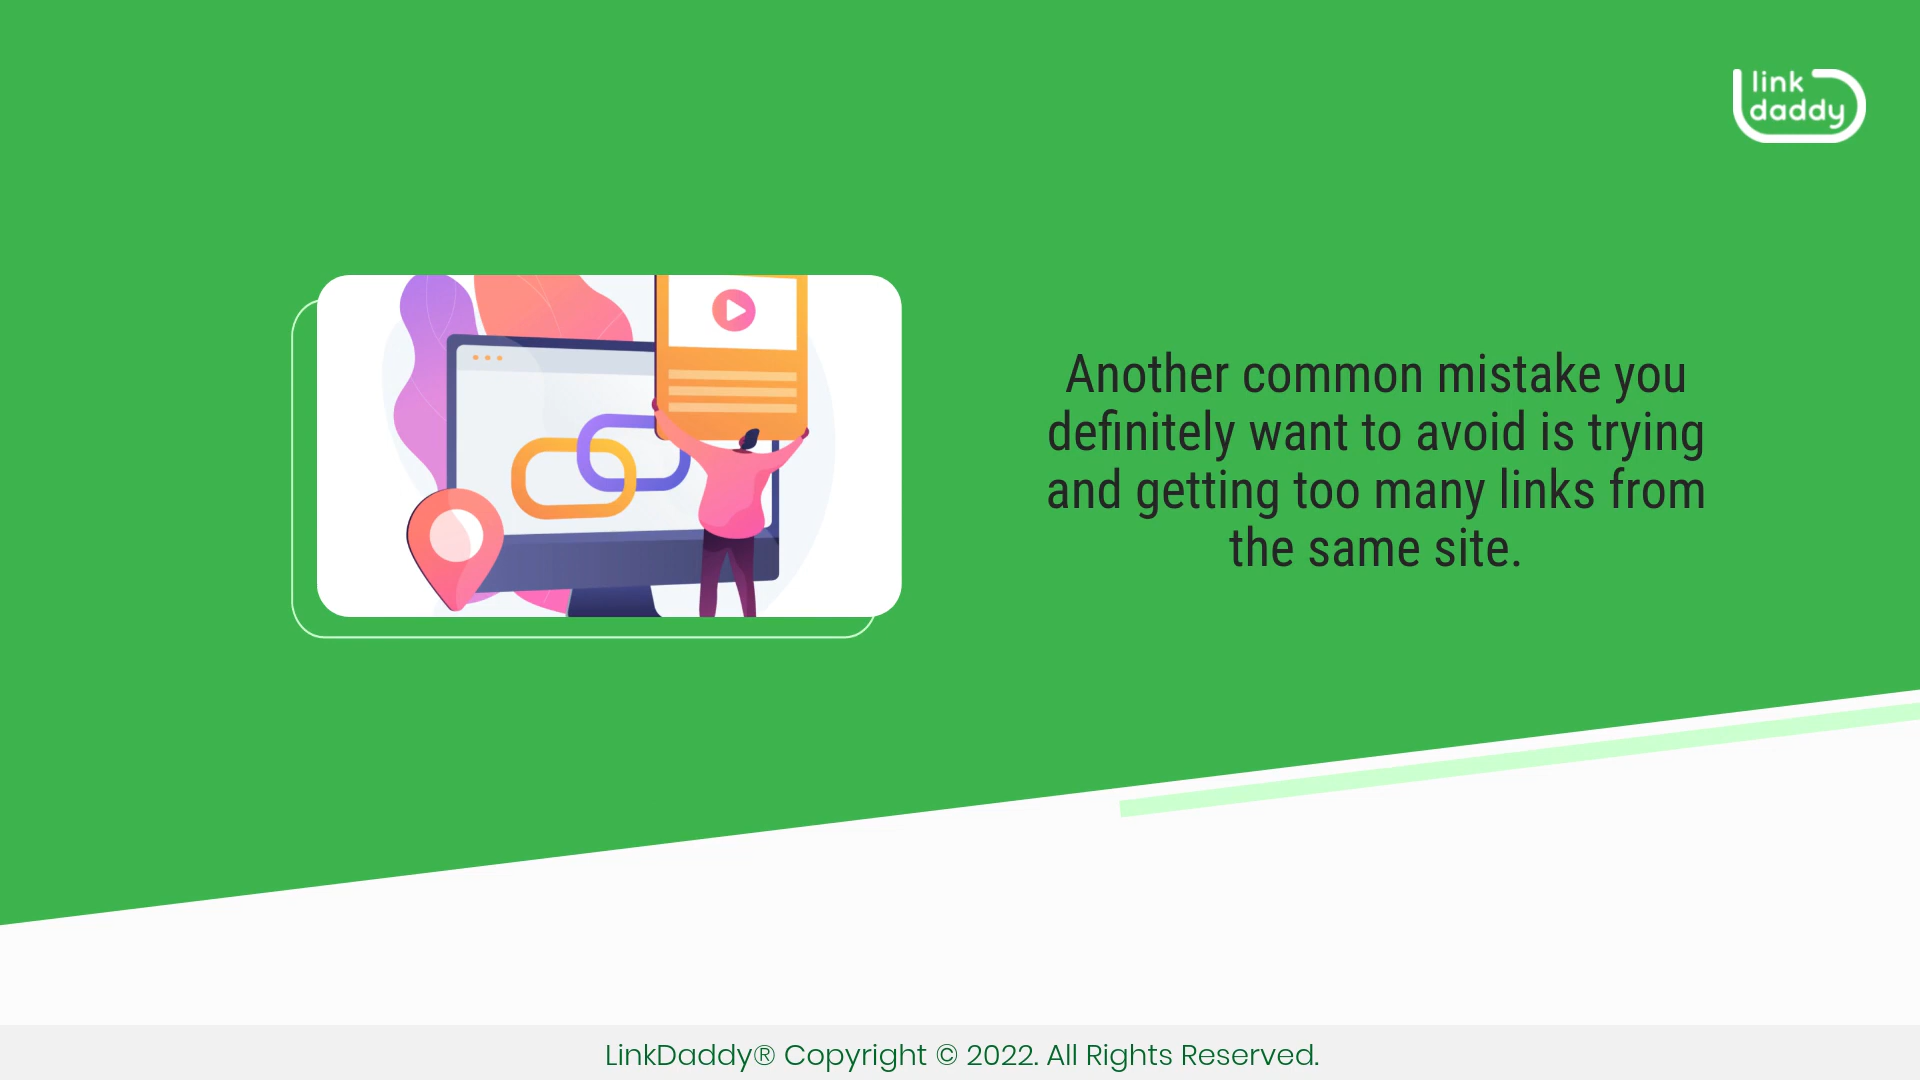 link
daddy
Another common mistake you
definitely want to avoid is trying
and getting too many links from
the same site.
LinkDaddy® Copyright © 2022. All Rights Reserved.